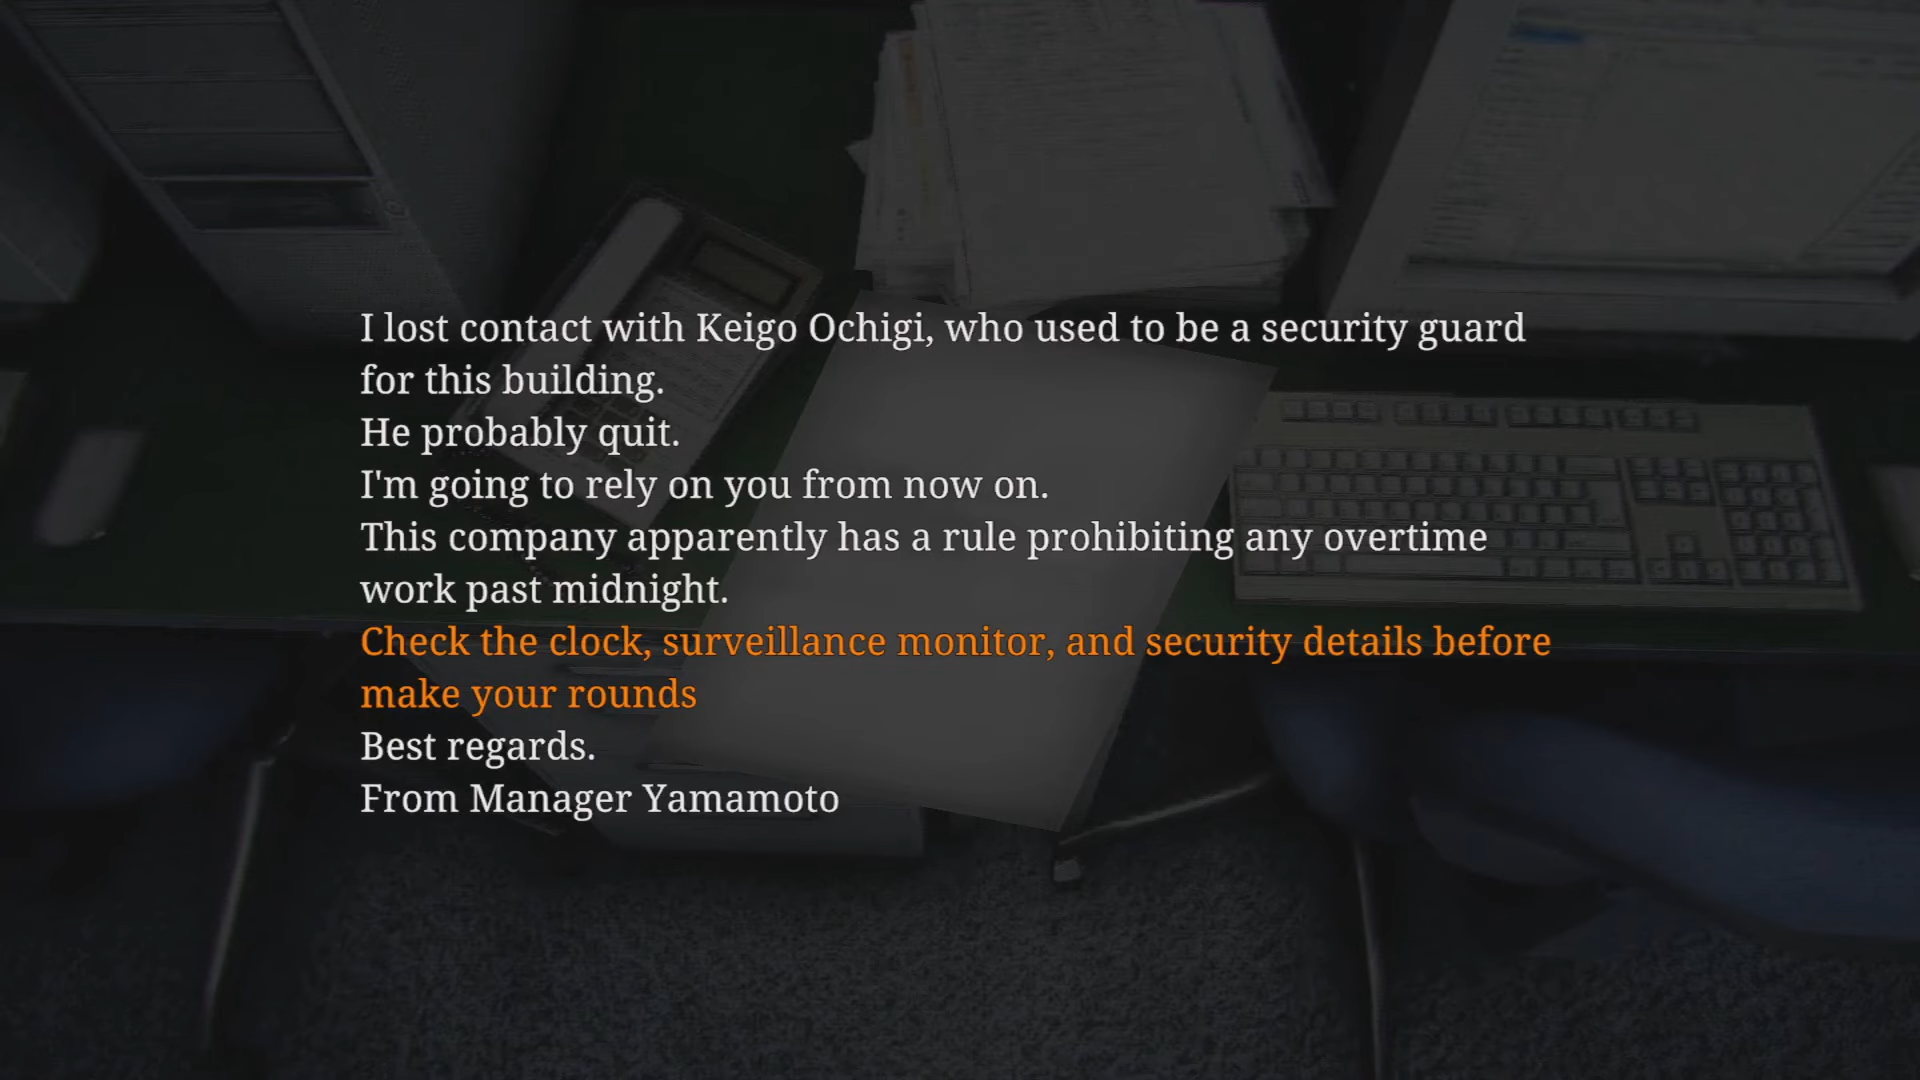 I lost contact with Keigo Ochigi, who used to be a security guard
for this building.
He probably quit.
I'm going to rely on you from now on.
This company apparently has a rule prohibiting any overtime
work past midnight.
Check the clock, surveillance monitor, and security details before
make your rounds
Best regards.
From Manager Yamamoto